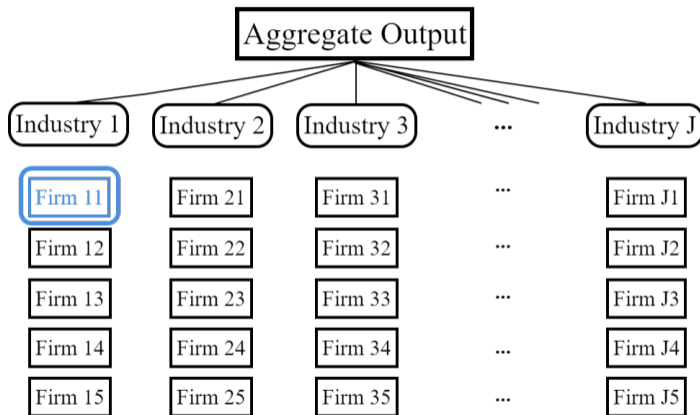 Aggregate Output
Industry 1 Industry 2 Industry 3 ... Industry J
Firm 11 Firm 21 Firm 31 ... Firm J1
Firm 12 Firm 22 Firm 32 ... Firm J2
Firm 13 Firm 23 Firm 33 ... Firm J3
Firm 14 Firm 24 Firm 34 ... Firm J4
Firm 15 Firm 25 Firm 35 ... Firm J5